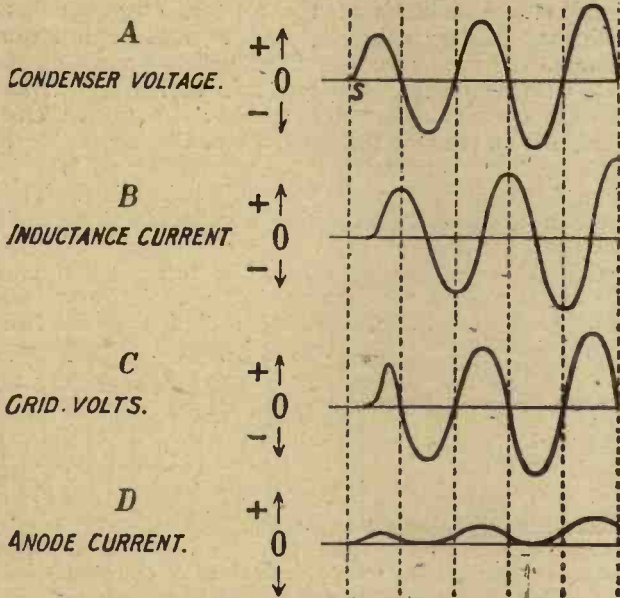 A
+↑
CONDENSER VOLTAGE. 0
S
−↓
B
+↑
INDUCTANCE CURRENT 0
−↓
C
+↑
GRID. VOLTS. 0
−↓
D
+↑
ANODE CURRENT. 0
↓